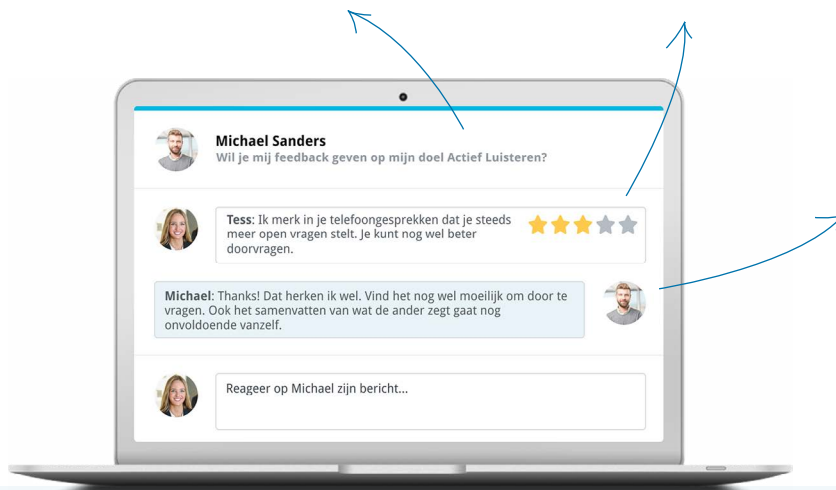 Michael Sanders
Wil je mij feedback geven op mijn doel Actief Luisteren?
Tess: Ik merk in je telefoongesprekken dat je steeds
meer open vragen stelt. Je kunt nog wel beter
doorvragen.
Michael: Thanks! Dat herken ik wel. Vind het nog wel moeilijk om door te
vragen. Ook het samenvatten van wat de ander zegt gaat nog
onvoldoende vanzelf.
Reageer op Michael zijn bericht...